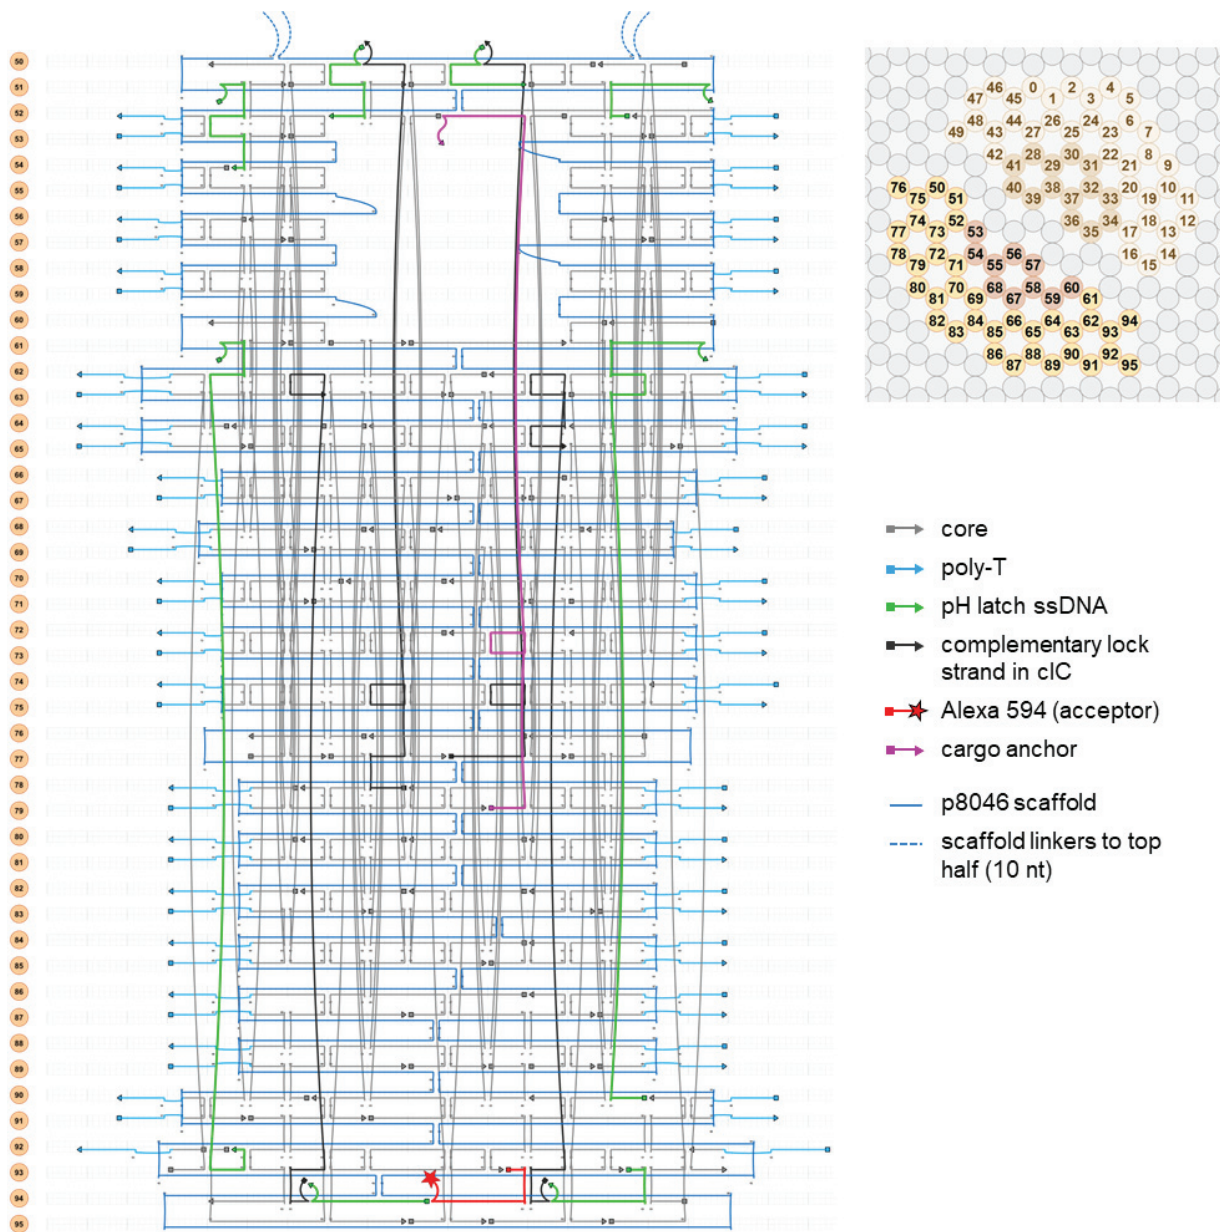 50
51
52
53
54
55
56
57
58
59
60
61
62
63
64
65
66
67
68
69
70
71
72
73
74
75
76
77
78
79
80
81
82
83
84
85
86
87
88
89
90
91
92
93
94
95
46 0 2 4
47 45 1 3 5
48 44 26 24 6
49 43 27 25 23 7
42 28 30 22 8
41 29 31 21 9
76 50 40 38 32 20 10
75 51 39 37 33 19 11
74 52 36 34 18 12
77 73 53 35 17 13
78 72 54 56 16 14
79 71 55 57 15
80 70 68 58 60
81 69 67 59 61
82 84 66 64 62 94
83 85 65 63 93
86 88 90 92
87 89 91 95
core
poly-T
pH latch ssDNA
complementary lock
strand in cIC
Alexa 594 (acceptor)
cargo anchor
p8046 scaffold
scaffold linkers to top
half (10 nt)